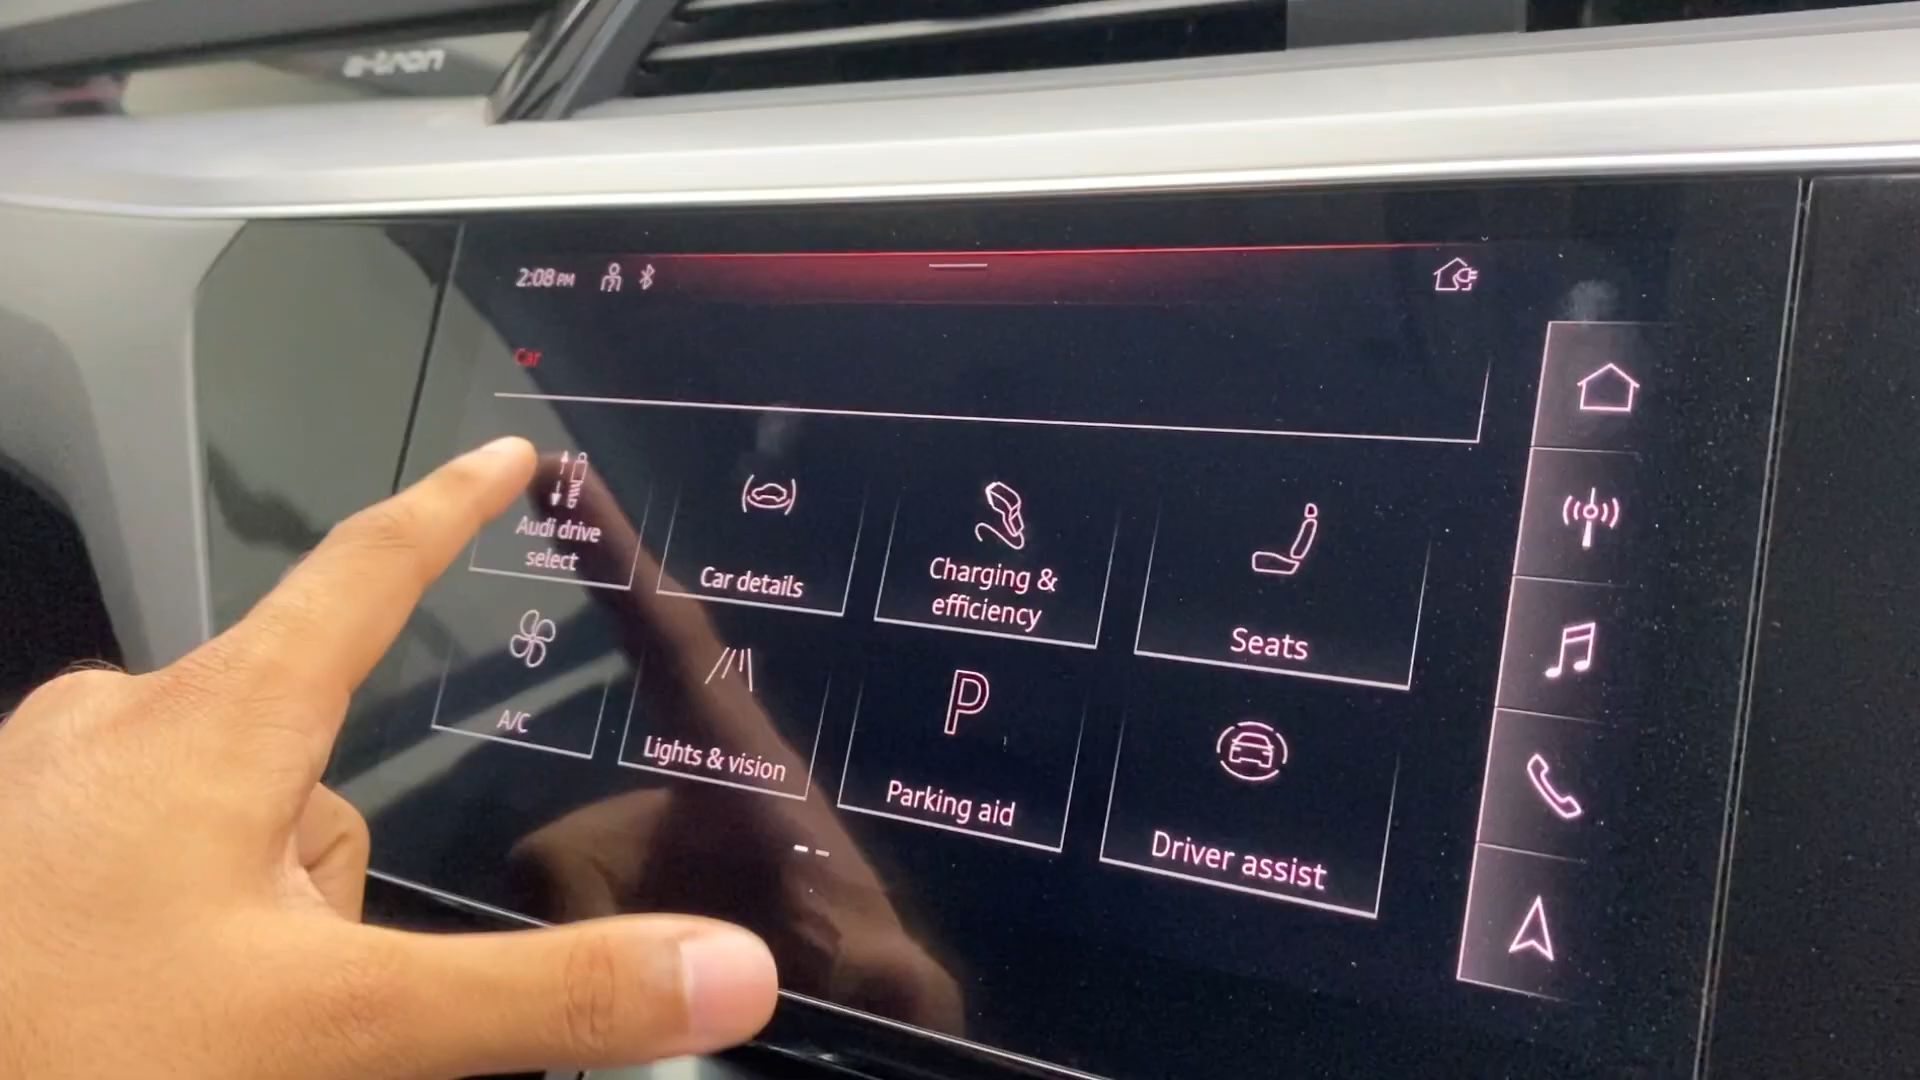 e-tron
2:08 PM
Car
Audi drive
select
Car details
Charging &
efficiency
Seats
A/C
Lights & vision
P
Parking aid
Driver assist